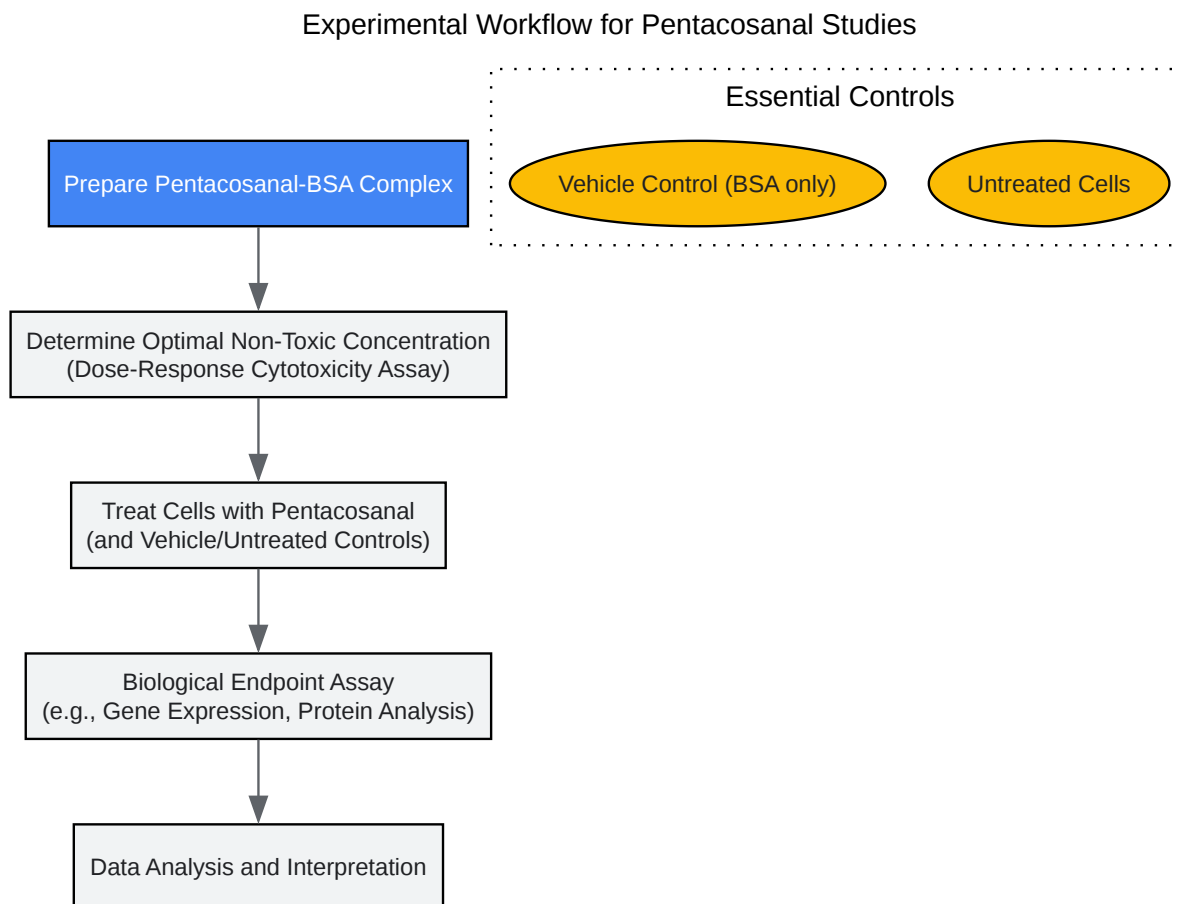 Experimental Workflow for Pentacosanal Studies
Essential Controls
Prepare Pentacosanal-BSA Complex
Vehicle Control (BSA only)
Untreated Cells
Determine Optimal Non-Toxic Concentration
(Dose-Response Cytotoxicity Assay)
Treat Cells with Pentacosanal
(and Vehicle/Untreated Controls)
Biological Endpoint Assay
(e.g., Gene Expression, Protein Analysis)
Data Analysis and Interpretation